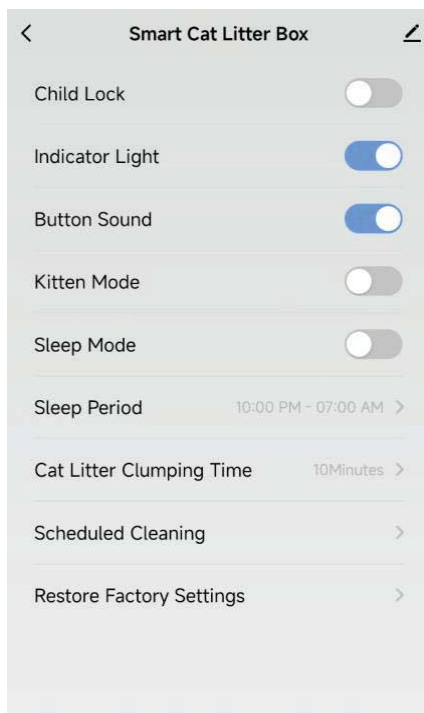 Smart Cat Litter Box
Child Lock
Indicator Light
Button Sound
Kitten Mode
Sleep Mode
Sleep Period 10:00 PM - 07:00 AM
Cat Litter Clumping Time 10Minutes
Scheduled Cleaning
Restore Factory Settings